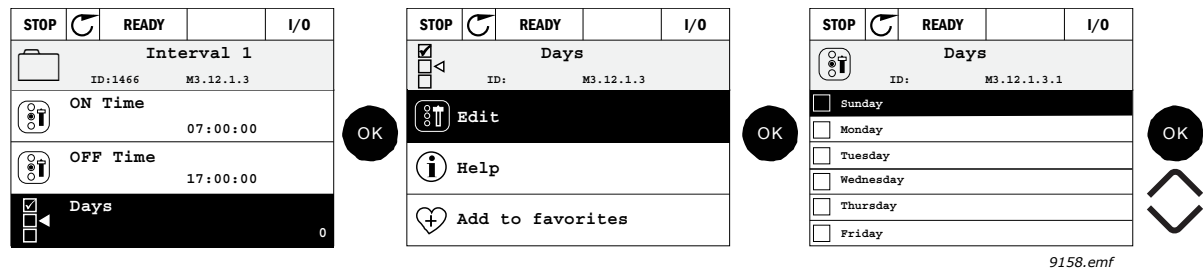 STOP READY I/O
Interval 1
ID:1466 M3.12.1.3
ON Time
07:00:00
OFF Time
17:00:00
Days
0
OK
STOP READY I/O
Days
ID: M3.12.1.3
Edit
Help
Add to favorites
OK
STOP READY I/O
Days
ID: M3.12.1.3.1
Sunday
Monday
Tuesday
Wednesday
Thursday
Friday
OK
9158.emf